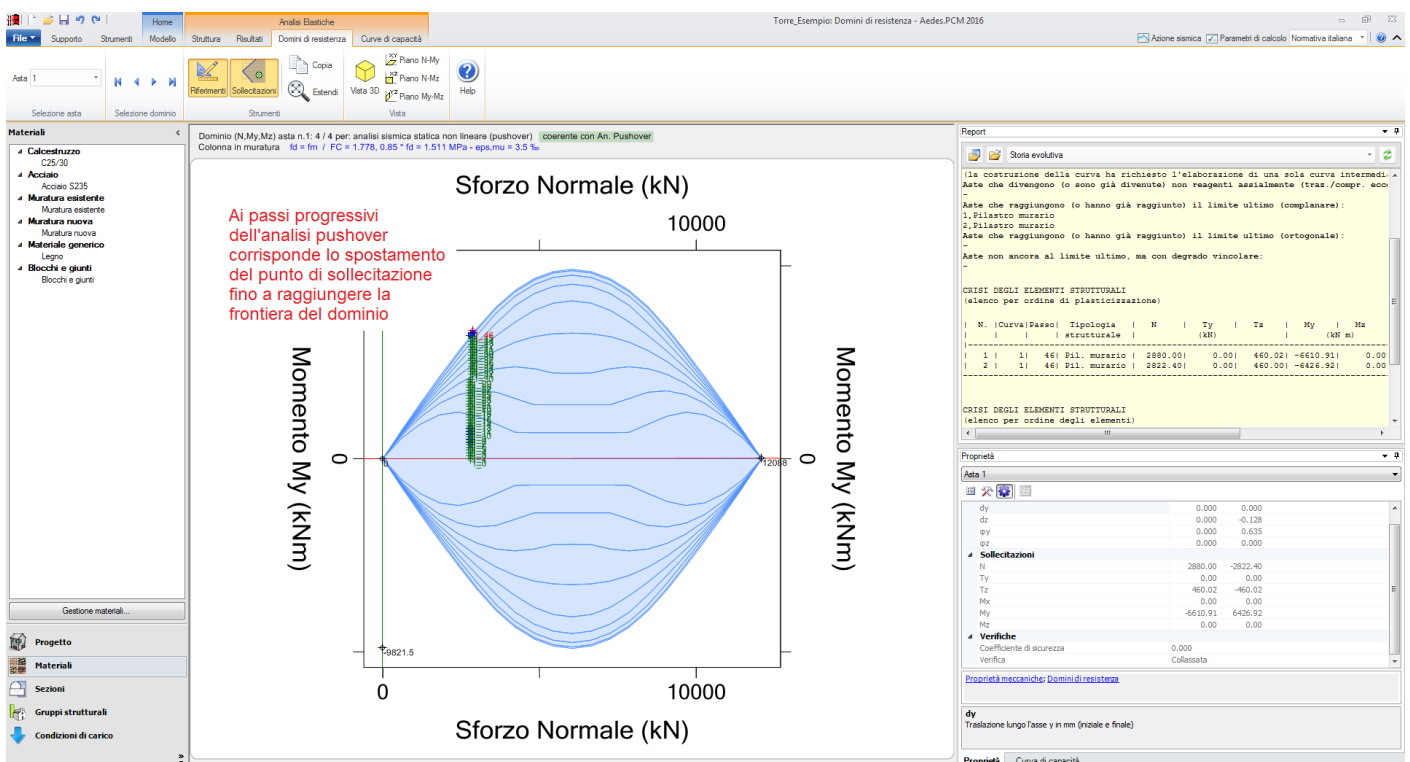 Home
Analisi Elastiche
Torre_Esempio: Domini di resistenza - Aedes.PCM 2016
File
Supporto
Strumenti
Modello
Struttura
Risultati
Domini di resistenza
Curve di capacità
Azione sismica
Parametri di calcolo
Normativa italiana
Asta
1
Riferimenti
Sollecitazioni
Copia
Estendi
Vista 3D
Piano N-My
Piano N-Mz
Piano My-Mz
Help
Selezione asta
Selezione dominio
Strumenti
Vista
Materiali
Calcestruzzo
C25/30
Acciaio
Acciaio S235
Muratura esistente
Muratura esistente
Muratura nuova
Muratura nuova
Materiale generico
Legno
Blocchi e giunti
Blocchi e giunti
Gestione materiali...
Progetto
Materiali
Sezioni
Gruppi strutturali
Condizioni di carico
»
Dominio (N,My,Mz) asta n.1: 4 / 4 per: analisi sismica statica non lineare (pushover) coerente con An. Pushover
Colonna in muratura fd = fm / FC = 1.778, 0.85 * fd = 1.511 MPa - eps,mu = 3.5 ‰
Sforzo Normale (kN)
10000
Ai passi progressivi
dell'analisi pushover
corrisponde lo spostamento
del punto di sollecitazione
fino a raggiungere la
frontiera del dominio
46
Momento My (kNm)
0
0
12088
0
Momento My (kNm)
-9821.5
0
10000
Sforzo Normale (kN)
Report
Storia evolutiva
(la costruzione della curva ha richiesto l'elaborazione di una sola curva intermedi
Aste che divengono (o sono già divenute) non reagenti assialmente (traz./compr. ecce
-
Aste che raggiungono (o hanno già raggiunto) il limite ultimo (complanare):
1,Pilastro murario
2,Pilastro murario
Aste che raggiungono (o hanno già raggiunto) il limite ultimo (ortogonale):
-
Aste non ancora al limite ultimo, ma con degrado vincolare:
-
CRISI DEGLI ELEMENTI STRUTTURALI
(elenco per ordine di plasticizzazione)
| N. |Curva|Passo| Tipologia | N | Ty | Tz | My | Mz
| | | | strutturale | (kN) | (kN m)
| 1 | 1| 46| Pil. murario | 2880.00| 0.00| 460.02| -6610.91| 0.00
| 2 | 1| 46| Pil. murario | 2822.40| 0.00| 460.00| -6426.92| 0.00
CRISI DEGLI ELEMENTI STRUTTURALI
(elenco per ordine degli elementi)
Proprietà
Asta 1
dy 0.000 0.000
dz 0.000 -0.128
φy 0.000 0.635
φz 0.000 0.000
Sollecitazioni
N 2880.00 -2822.40
Ty 0.00 0.00
Tz 460.02 -460.02
Mx 0.00 0.00
My -6610.91 6426.92
Mz 0.00 0.00
Verifiche
Coefficiente di sicurezza 0.000
Verifica Collassata
Proprietà meccaniche; Domini di resistenza
dy
Traslazione lungo l'asse y in mm (iniziale e finale)
Proprietà
Curva di capacità